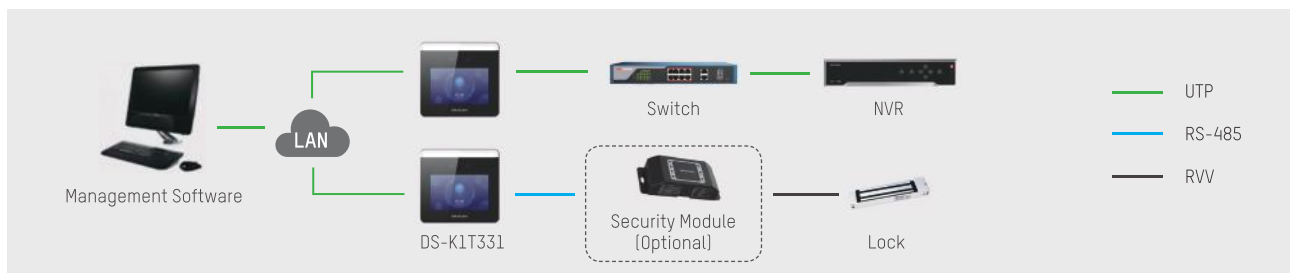 LAN
Management Software
Switch
NVR
DS-K1T331
Security Module
(Optional)
Lock
UTP
RS-485
RVV